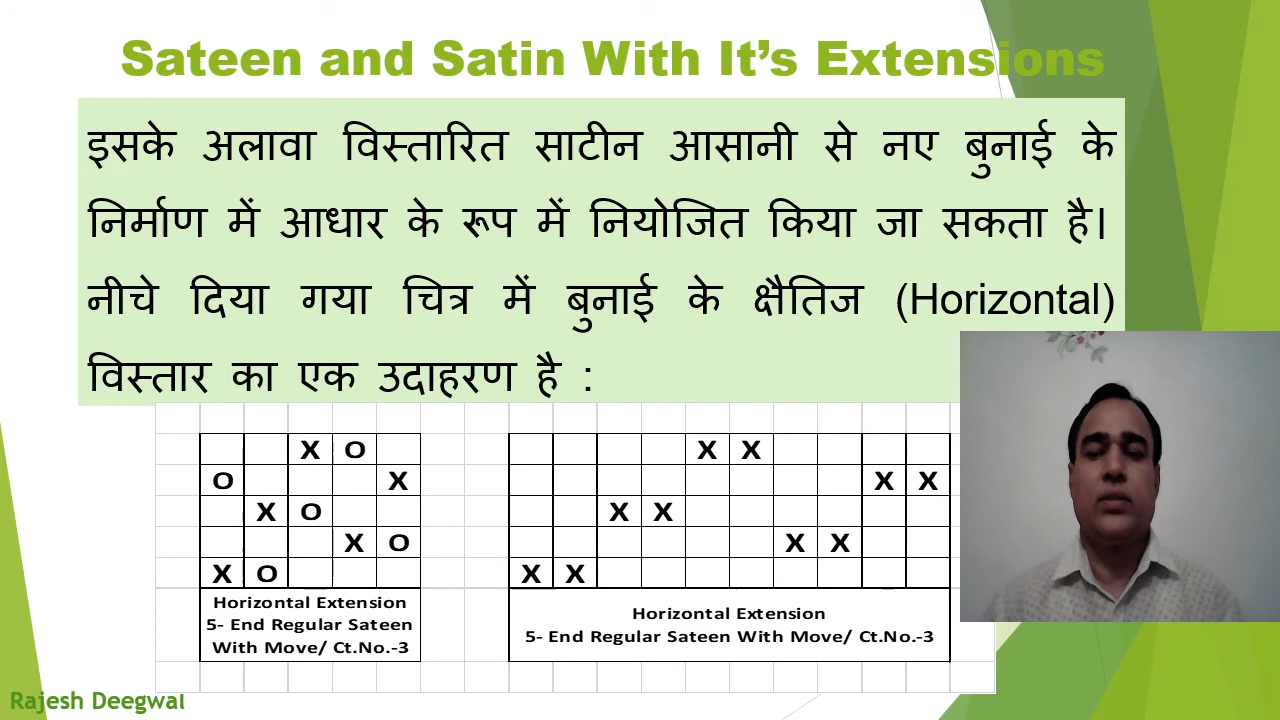 Sateen and Satin With It’s Extensions
इसके अलावा विस्तारित साटीन आसानी से नए बुनाई के
निर्माण में आधार के रूप में नियोजित किया जा सकता है।
नीचे दिया गया चित्र में बुनाई के क्षैतिज (Horizontal)
विस्तार का एक उदाहरण है :
X O
O X
X O
X O
X O
Horizontal Extension
5- End Regular Sateen
With Move/ Ct.No.-3
X X
X X
X X
X X
X X
Horizontal Extension
5- End Regular Sateen With Move/ Ct.No.-3
Rajesh Deegwal